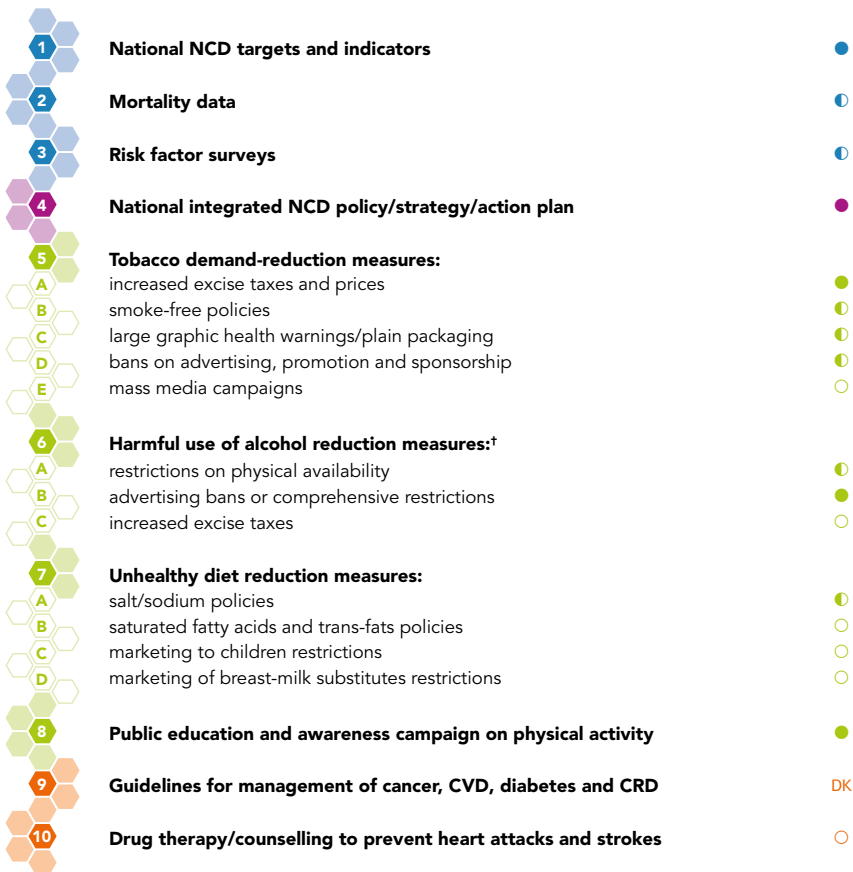 1 National NCD targets and indicators
2 Mortality data
3 Risk factor surveys
4 National integrated NCD policy/strategy/action plan
5 Tobacco demand-reduction measures:
A increased excise taxes and prices
B smoke-free policies
C large graphic health warnings/plain packaging
D bans on advertising, promotion and sponsorship
E mass media campaigns
6 Harmful use of alcohol reduction measures:†
A restrictions on physical availability
B advertising bans or comprehensive restrictions
C increased excise taxes
7 Unhealthy diet reduction measures:
A salt/sodium policies
B saturated fatty acids and trans-fats policies
C marketing to children restrictions
D marketing of breast-milk substitutes restrictions
8 Public education and awareness campaign on physical activity
9 Guidelines for management of cancer, CVD, diabetes and CRD DK
10 Drug therapy/counselling to prevent heart attacks and strokes